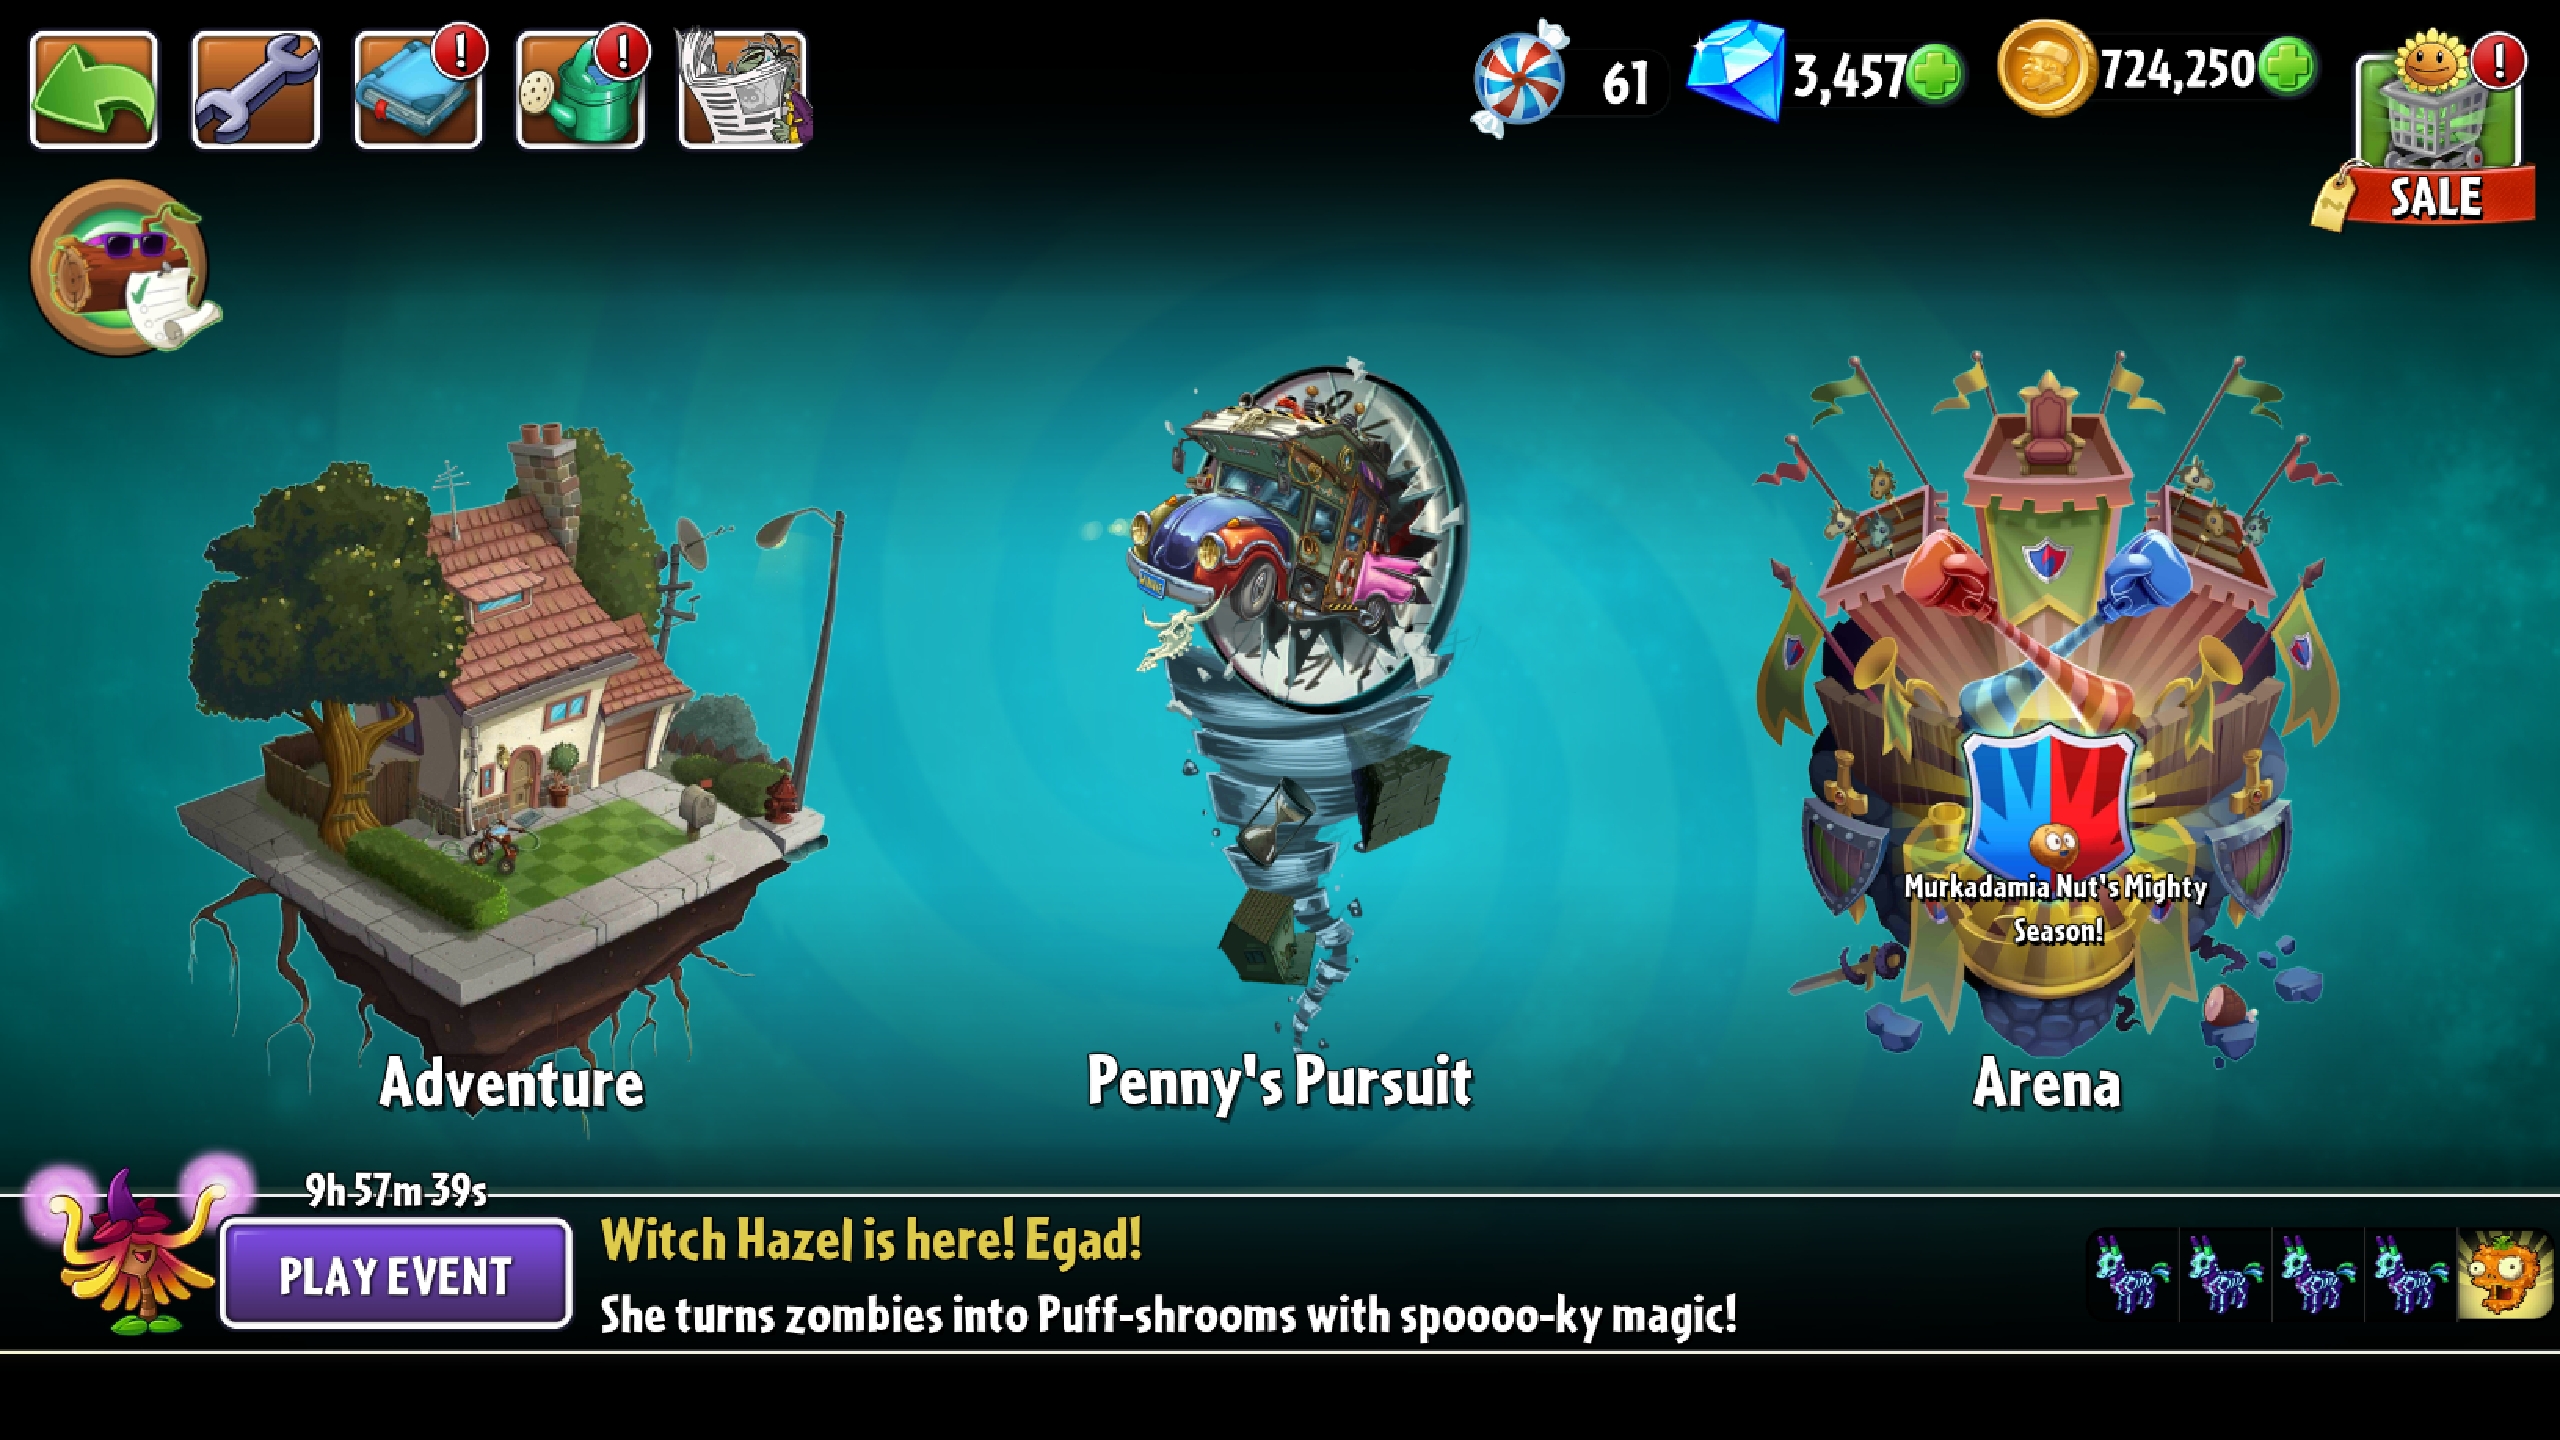 61
3,457
724,250
SALE
Murkadamia Nut's Mighty
Season!
Adventure
Penny's Pursuit
Arena
9h 57m 39s
PLAY EVENT
Witch Hazel is here! Egad!
She turns zombies into Puff-shrooms with spoooo-ky magic!